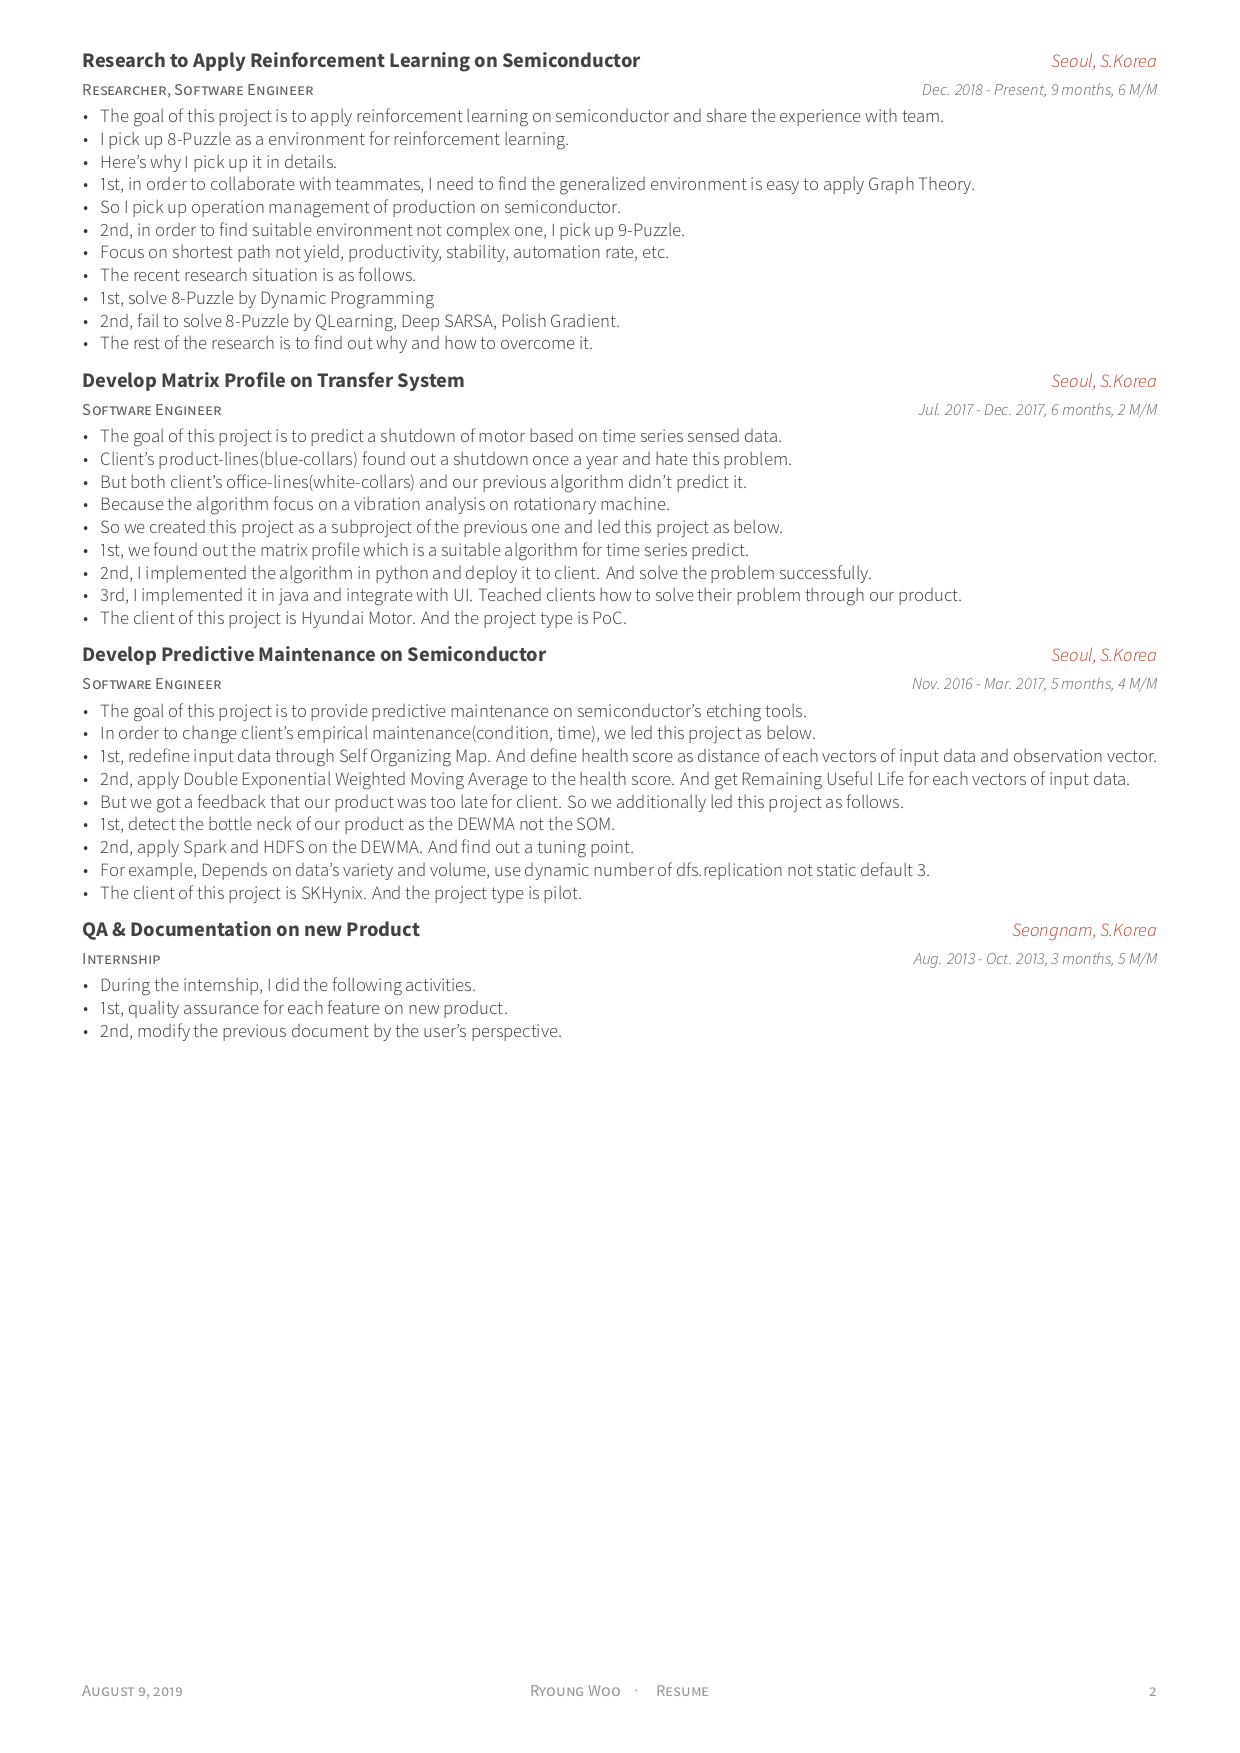 Research to Apply Reinforcement Learning on Semiconductor Seoul, S.Korea
Researcher, Software Engineer Dec. 2018 - Present, 9 months, 6 M/M
• The goal of this project is to apply reinforcement learning on semiconductor and share the experience with team.
• I pick up 8-Puzzle as a environment for reinforcement learning.
• Here’s why I pick up it in details.
• 1st, in order to collaborate with teammates, I need to find the generalized environment is easy to apply Graph Theory.
• So I pick up operation management of production on semiconductor.
• 2nd, in order to find suitable environment not complex one, I pick up 9-Puzzle.
• Focus on shortest path not yield, productivity, stability, automation rate, etc.
• The recent research situation is as follows.
• 1st, solve 8-Puzzle by Dynamic Programming
• 2nd, fail to solve 8-Puzzle by QLearning, Deep SARSA, Polish Gradient.
• The rest of the research is to find out why and how to overcome it.
Develop Matrix Profile on Transfer System Seoul, S.Korea
Software Engineer Jul. 2017 - Dec. 2017, 6 months, 2 M/M
• The goal of this project is to predict a shutdown of motor based on time series sensed data.
• Client’s product-lines(blue-collars) found out a shutdown once a year and hate this problem.
• But both client’s office-lines(white-collars) and our previous algorithm didn’t predict it.
• Because the algorithm focus on a vibration analysis on rotationary machine.
• So we created this project as a subproject of the previous one and led this project as below.
• 1st, we found out the matrix profile which is a suitable algorithm for time series predict.
• 2nd, I implemented the algorithm in python and deploy it to client. And solve the problem successfully.
• 3rd, I implemented it in java and integrate with UI. Teached clients how to solve their problem through our product.
• The client of this project is Hyundai Motor. And the project type is PoC.
Develop Predictive Maintenance on Semiconductor Seoul, S.Korea
Software Engineer Nov. 2016 - Mar. 2017, 5 months, 4 M/M
• The goal of this project is to provide predictive maintenance on semiconductor’s etching tools.
• In order to change client’s empirical maintenance(condition, time), we led this project as below.
• 1st, redefine input data through Self Organizing Map. And define health score as distance of each vectors of input data and observation vector.
• 2nd, apply Double Exponential Weighted Moving Average to the health score. And get Remaining Useful Life for each vectors of input data.
• But we got a feedback that our product was too late for client. So we additionally led this project as follows.
• 1st, detect the bottle neck of our product as the DEWMA not the SOM.
• 2nd, apply Spark and HDFS on the DEWMA. And find out a tuning point.
• For example, Depends on data’s variety and volume, use dynamic number of dfs.replication not static default 3.
• The client of this project is SKHynix. And the project type is pilot.
QA & Documentation on new Product Seongnam, S.Korea
Internship Aug. 2013 - Oct. 2013, 3 months, 5 M/M
• During the internship, I did the following activities.
• 1st, quality assurance for each feature on new product.
• 2nd, modify the previous document by the user’s perspective.
August 9, 2019 Ryoung Woo · Resume 2